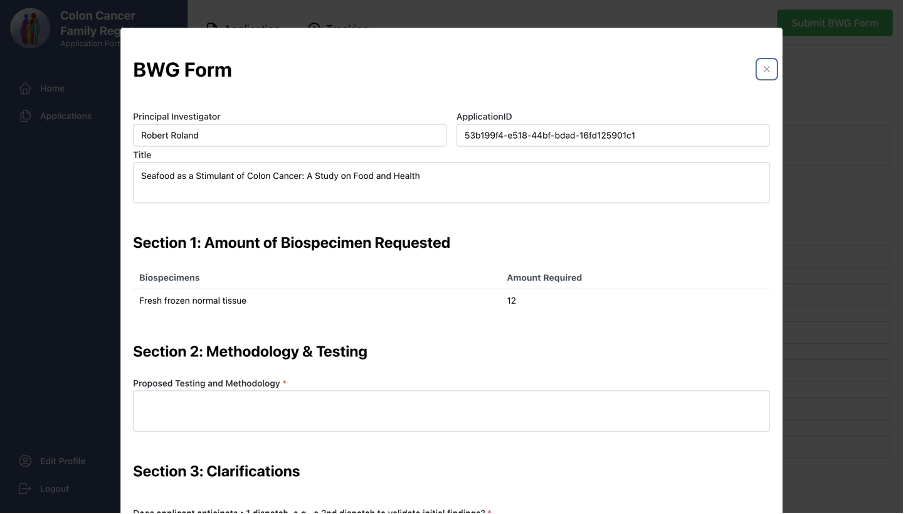 Colon Cancer
Family Reg
Application Port
Application
Tracking
Submit BWG Form
Home
Applications
BWG Form
Principal Investigator
ApplicationID
Robert Roland
53b199f4-e518-44bf-bdad-16fd125901c1
Title
Seafood as a Stimulant of Colon Cancer: A Study on Food and Health
Section 1: Amount of Biospecimen Requested
Biospecimens
Amount Required
Fresh frozen normal tissue
12
Section 2: Methodology & Testing
Proposed Testing and Methodology *
Section 3: Clarifications
Does applicant anticipate >1 dispatch, e.g., a 2nd dispatch to validate initial findings? *
Edit Profile
Logout